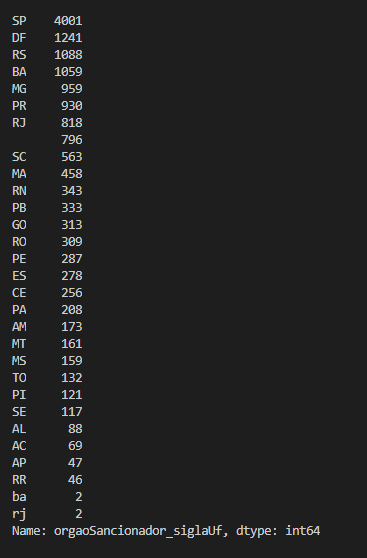 SP    4001
DF    1241
RS    1088
BA    1059
MG     959
PR     930
RJ     818
       796
SC     563
MA     458
RN     343
PB     333
GO     313
RO     309
PE     287
ES     278
CE     256
PA     208
AM     173
MT     161
MS     159
TO     132
PI     121
SE     117
AL      88
AC      69
AP      47
RR      46
ba       2
rj       2
Name: orgaoSancionador_siglaUf, dtype: int64